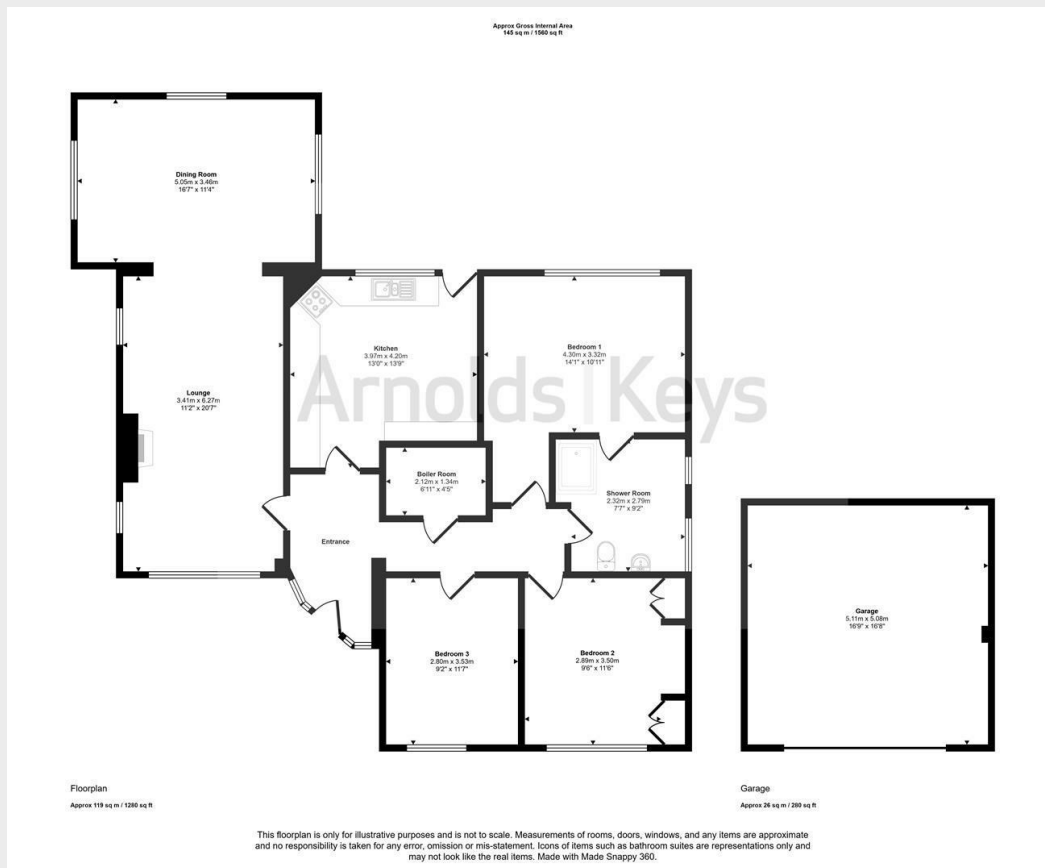 Approx Gross Internal Area
145 sq m / 1560 sq ft
Dining Room
5.05m x 3.46m
16'7" x 11'4"
Kitchen
3.97m x 4.20m
13'0" x 13'9"
Bedroom 1
4.30m x 3.32m
14'1" x 10'11"
Arnolds | Keys
Lounge
3.41m x 6.27m
11'2" x 20'7"
Boiler Room
2.12m x 1.34m
6'11" x 4'5"
Shower Room
2.32m x 2.79m
7'7" x 9'2"
Entrance
Garage
5.11m x 5.08m
16'9" x 16'8"
Bedroom 3
2.80m x 3.53m
9'2" x 11'7"
Bedroom 2
2.89m x 3.50m
9'6" x 11'6"
Floorplan
Approx 119 sq m / 1280 sq ft
Garage
Approx 26 sq m / 280 sq ft
This floorplan is only for illustrative purposes and is not to scale. Measurements of rooms, doors, windows, and any items are approximate
and no responsibility is taken for any error, omission or mis-statement. Icons of items such as bathroom suites are representations only and
may not look like the real items. Made with Made Snappy 360.